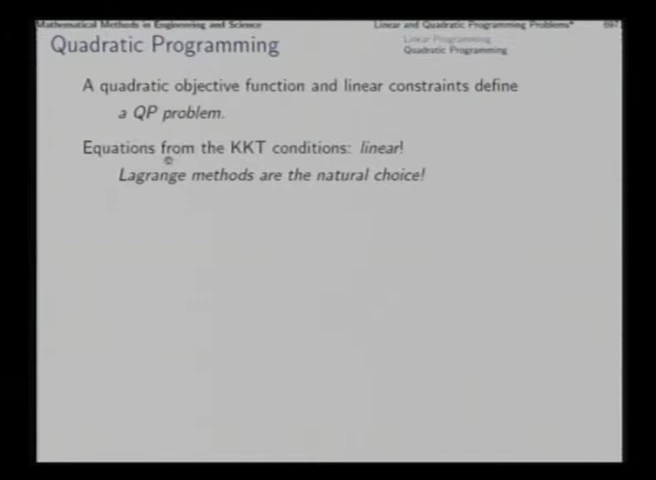 Mathematical Methods in Engineering and Science
Linear and Quadratic Programming Problems*
697
Quadratic Programming
Linear Programming
Quadratic Programming
A quadratic objective function and linear constraints define
a QP problem.
Equations from the KKT conditions: linear!
Lagrange methods are the natural choice!